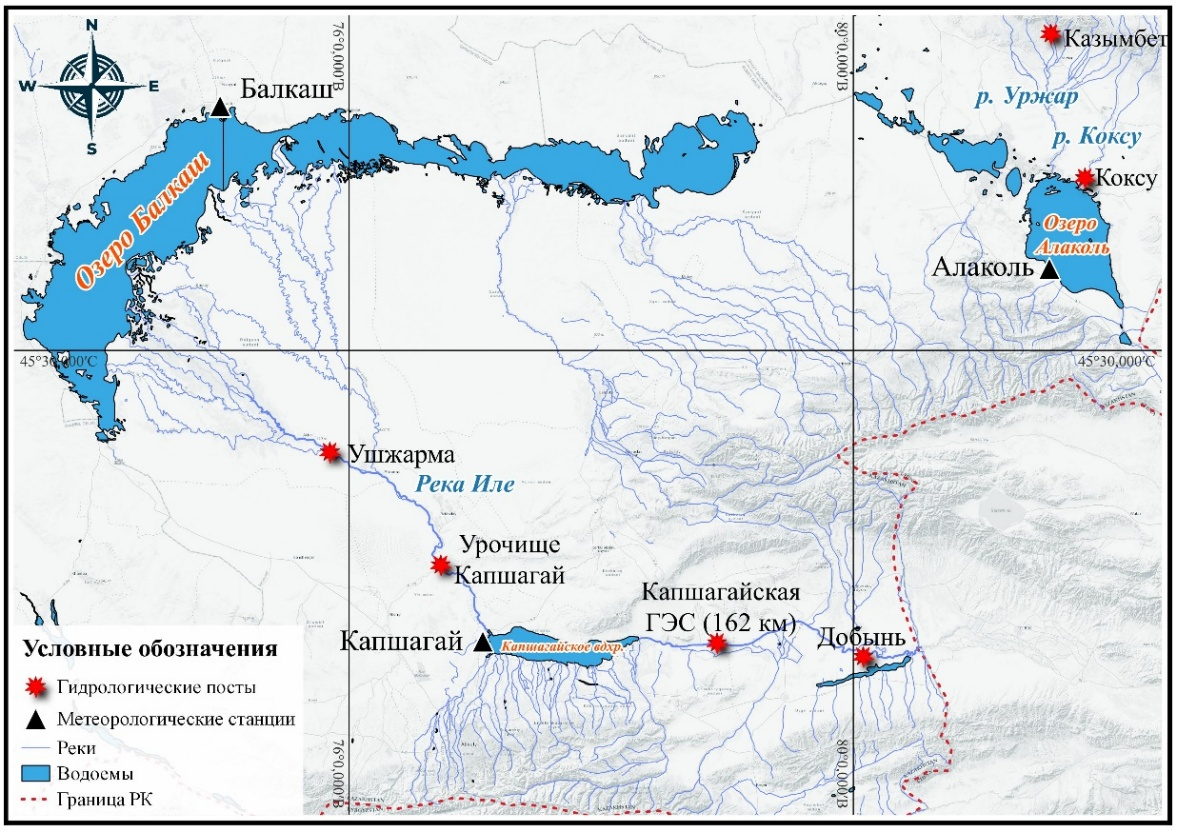 N
W
E
S
Балкаш
Озеро Балкаш
76°0,000'В
80°0,000'В
Казымбет
р. Уржар
р. Коксу
Коксу
Озеро
Алаколь
Алаколь
45°30,000'С
45°30,000'С
Ушжарма
Река Иле
Урочище
Капшагай
Капшагайская
ГЭС (162 км)
Добынь
Капшагай
Капшагайское вдхр.
76°0,000'В
80°0,000'В
Условные обозначения
Гидрологические посты
Метеорологические станции
Реки
Водоемы
Граница РК